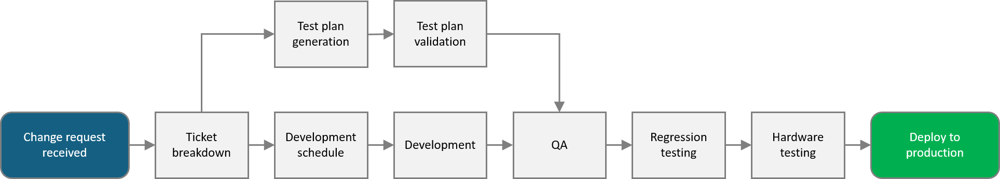 Test plan
generation
Test plan
validation
Change request
received
Ticket
breakdown
Development
schedule
Development
QA
Regression
testing
Hardware
testing
Deploy to
production